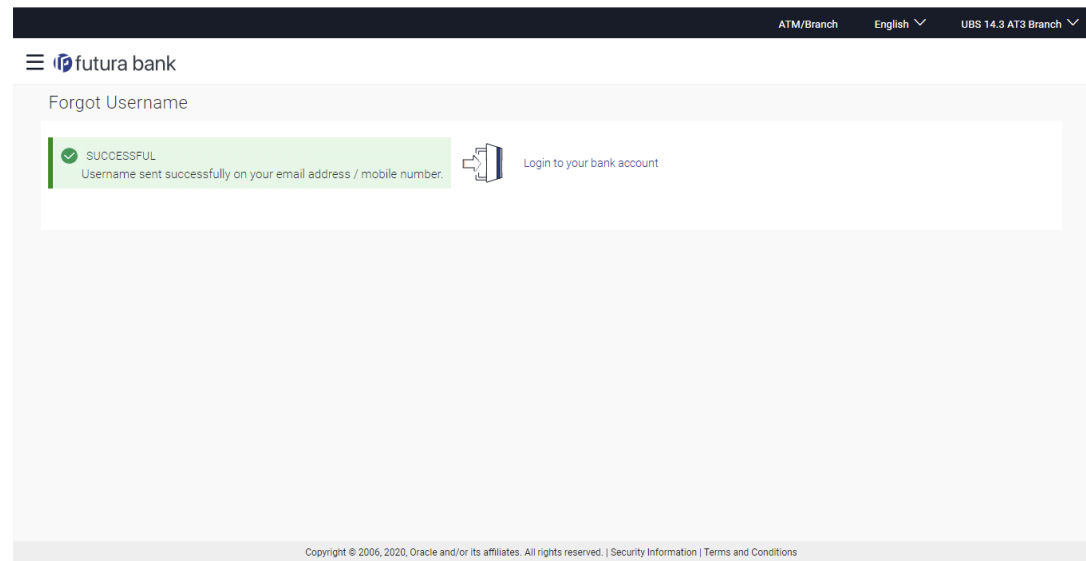 ATM/Branch English UBS 14.3 AT3 Branch
futura bank
Forgot Username
SUCCESSFUL
Username sent successfully on your email address / mobile number.
Login to your bank account
Copyright © 2006, 2020, Oracle and/or its affiliates. All rights reserved. | Security Information | Terms and Conditions